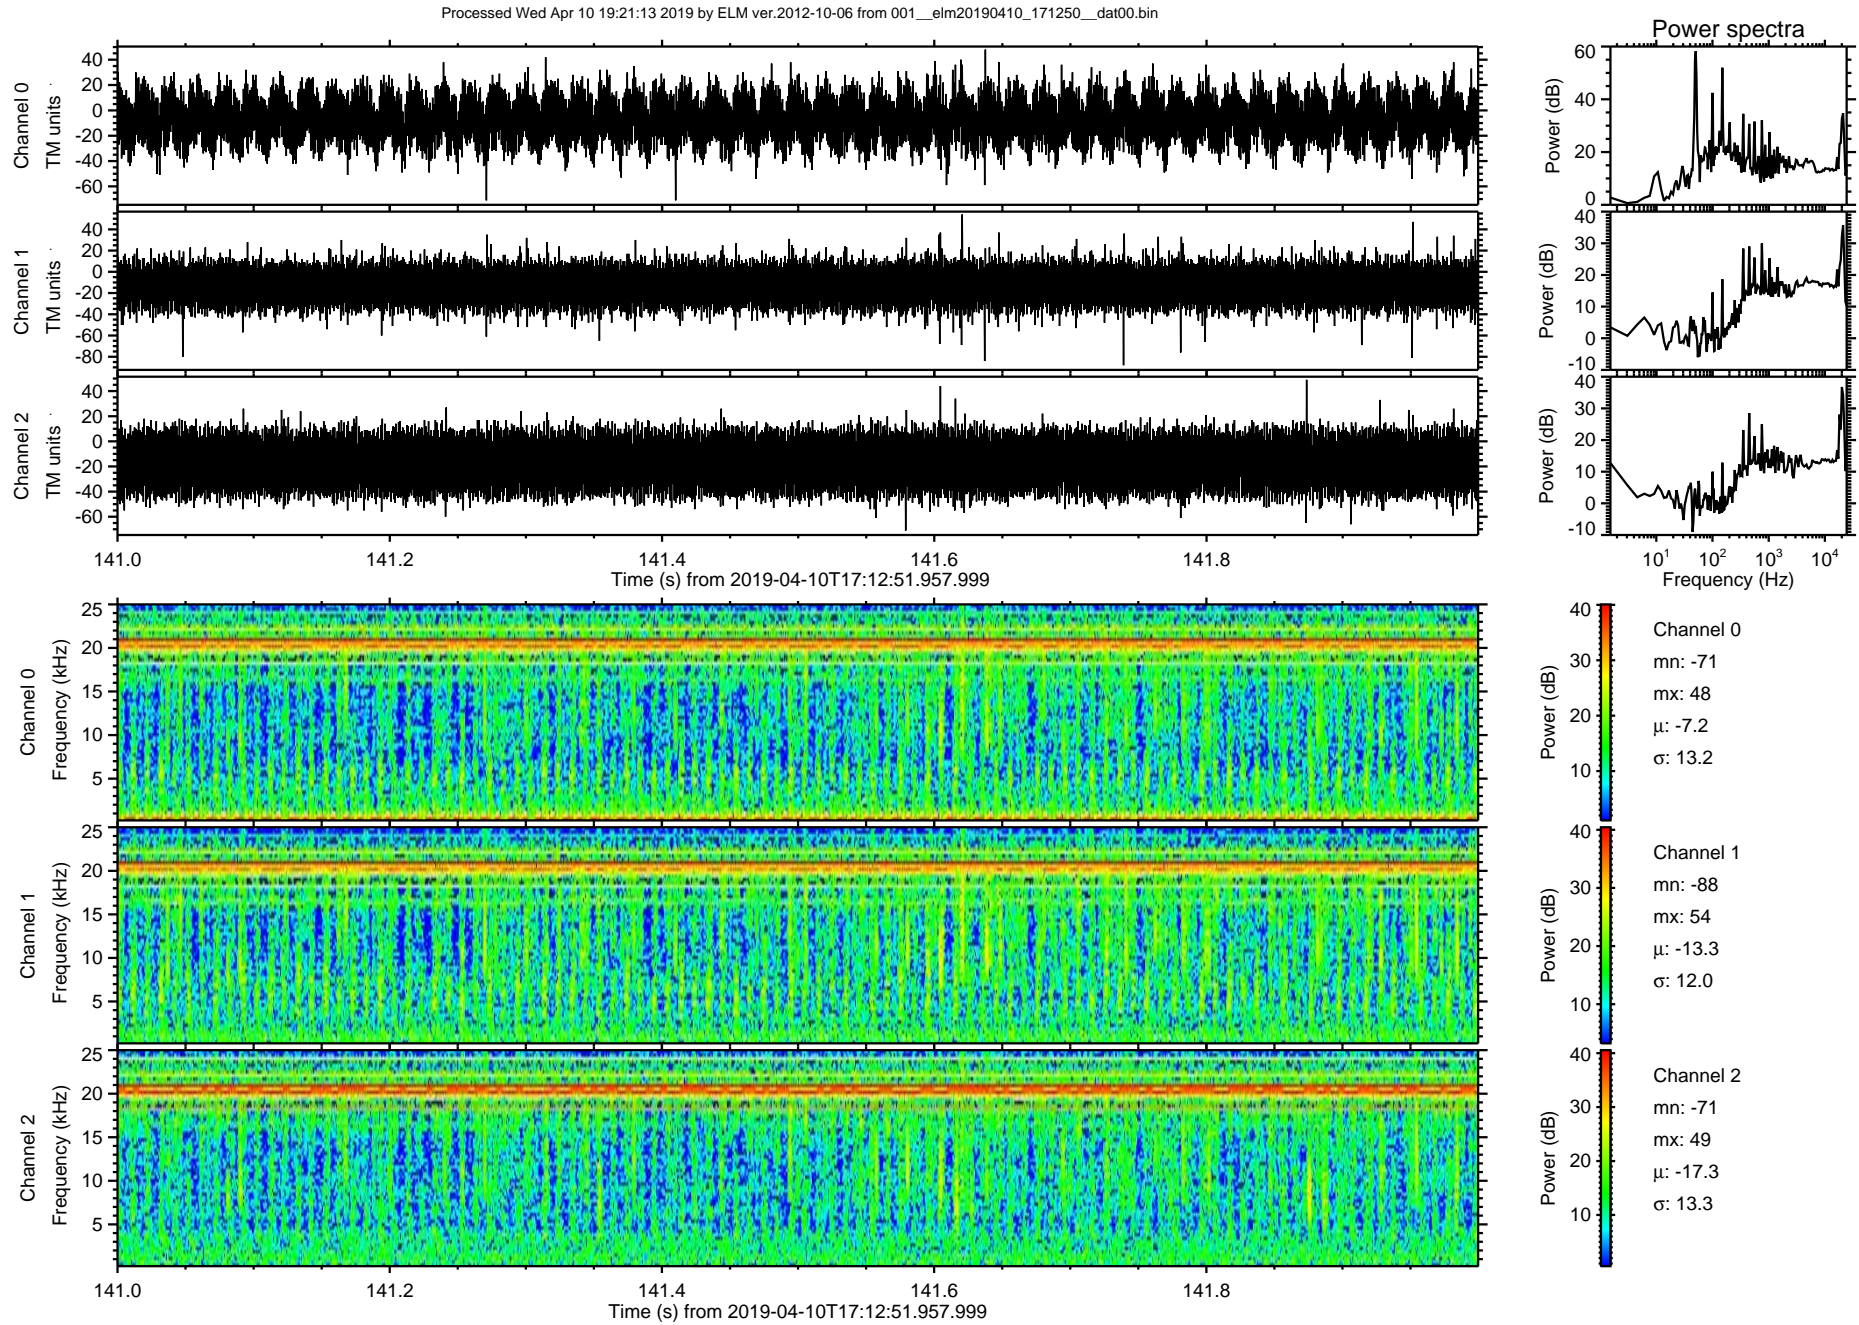 Processed Wed Apr 10 19:21:13 2019 by ELM ver.2012-10-06 from 001__elm20190410_171250__dat00.bin
Power spectra
Channel 0
TM units
40
20
0
-20
-40
-60
Power (dB)
60
40
20
0
Channel 1
TM units
40
20
0
-20
-40
-60
-80
Power (dB)
40
30
20
10
0
-10
Channel 2
TM units
40
20
0
-20
-40
-60
Power (dB)
40
30
20
10
0
-10
141.0 141.2 141.4 141.6 141.8
Time (s) from 2019-04-10T17:12:51.957.999
10¹ 10² 10³ 10⁴
Frequency (Hz)
Channel 0
Frequency (kHz)
25
20
15
10
5
Power (dB)
40
30
20
10
Channel 0
mn: -71
mx: 48
μ: -7.2
σ: 13.2
Channel 1
Frequency (kHz)
25
20
15
10
5
Power (dB)
40
30
20
10
Channel 1
mn: -88
mx: 54
μ: -13.3
σ: 12.0
Channel 2
Frequency (kHz)
25
20
15
10
5
Power (dB)
40
30
20
10
Channel 2
mn: -71
mx: 49
μ: -17.3
σ: 13.3
141.0 141.2 141.4 141.6 141.8
Time (s) from 2019-04-10T17:12:51.957.999